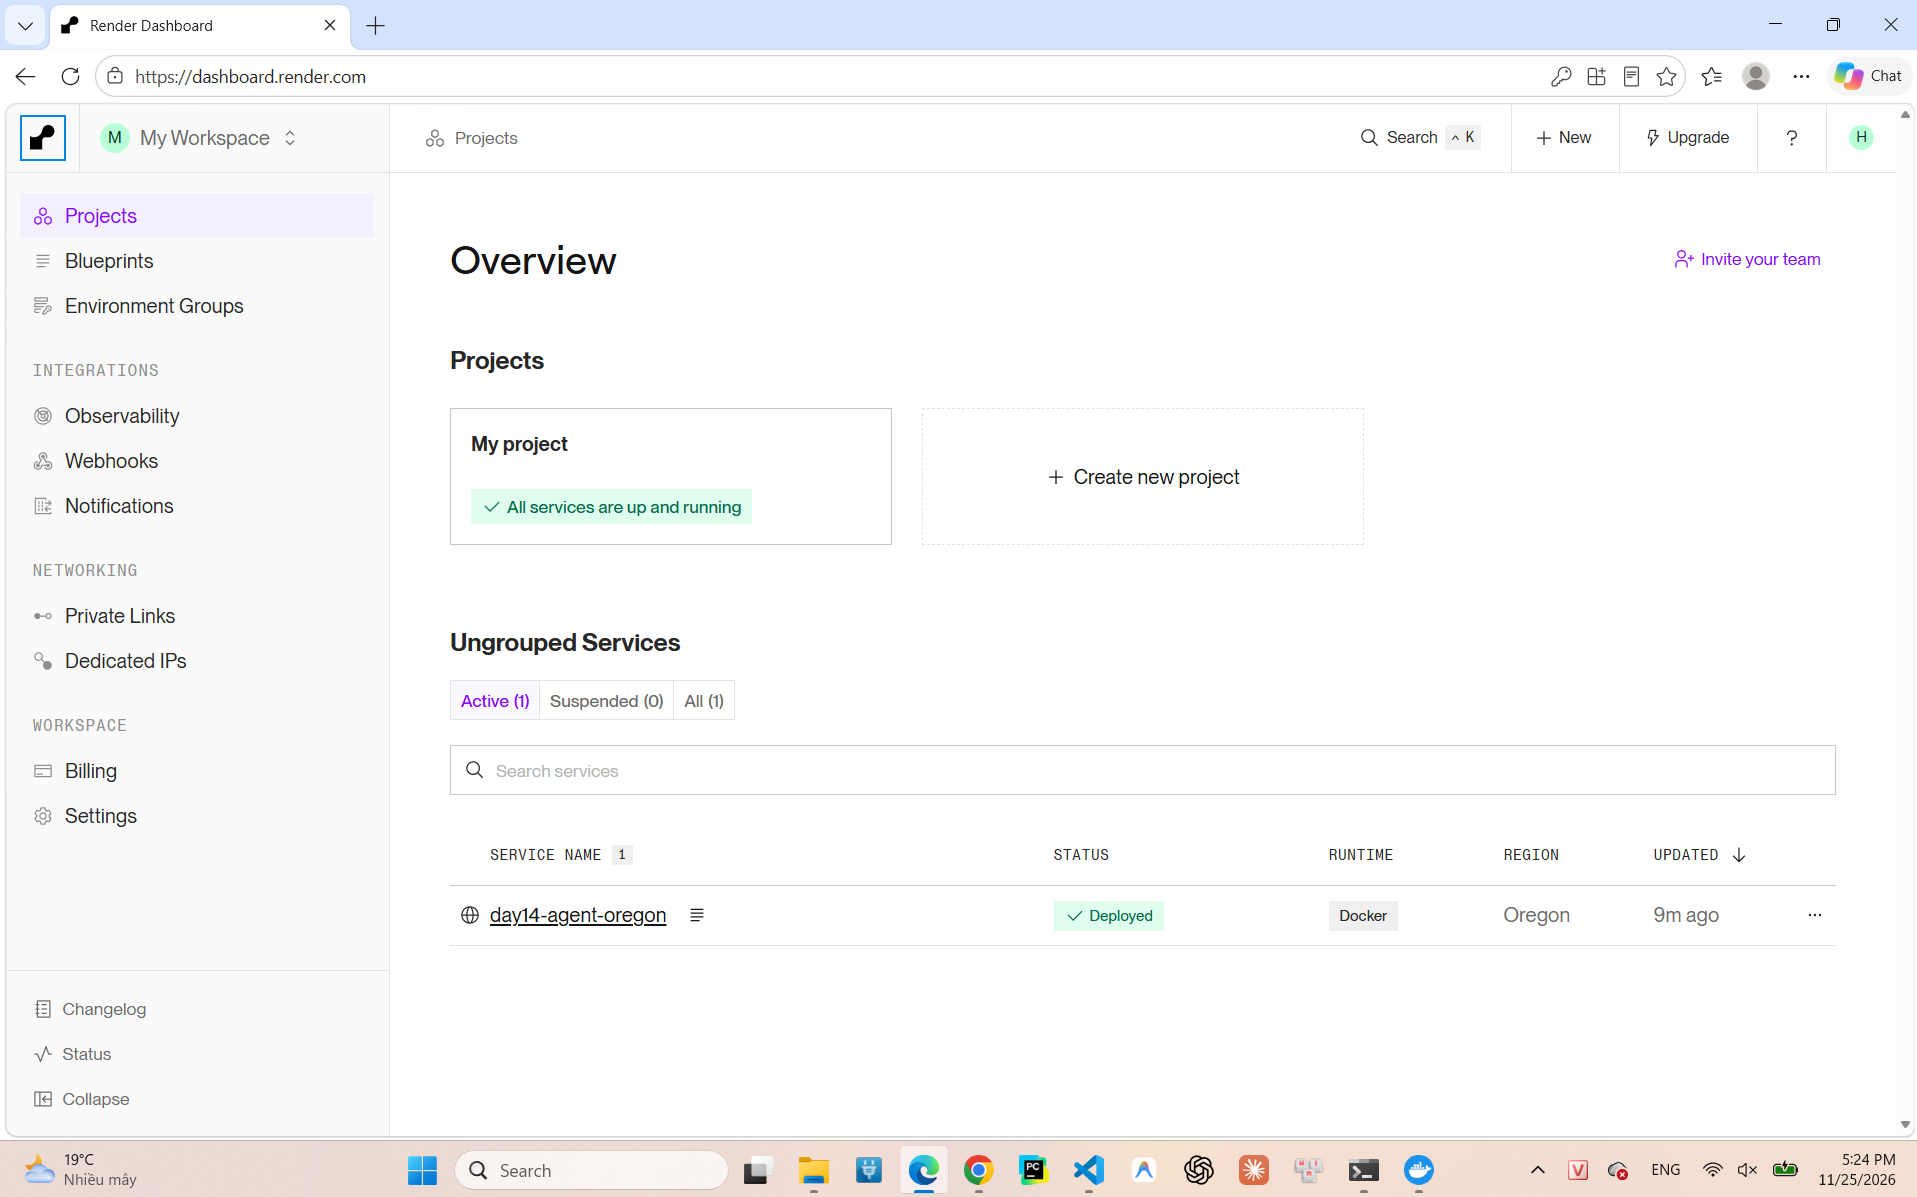 Render Dashboard
https://dashboard.render.com
Chat
M My Workspace
Projects
Search ^ K
+ New
Upgrade
?
H
Projects
Blueprints
Environment Groups
INTEGRATIONS
Observability
Webhooks
Notifications
NETWORKING
Private Links
Dedicated IPs
WORKSPACE
Billing
Settings
Changelog
Status
Collapse
Overview
Invite your team
Projects
My project
All services are up and running
+ Create new project
Ungrouped Services
Active (1) Suspended (0) All (1)
Search services
SERVICE NAME 1 STATUS RUNTIME REGION UPDATED
day14-agent-oregon Deployed Docker Oregon 9m ago
19°C
Nhiều mây
Search
PC
V
ENG
5:24 PM
11/25/2026